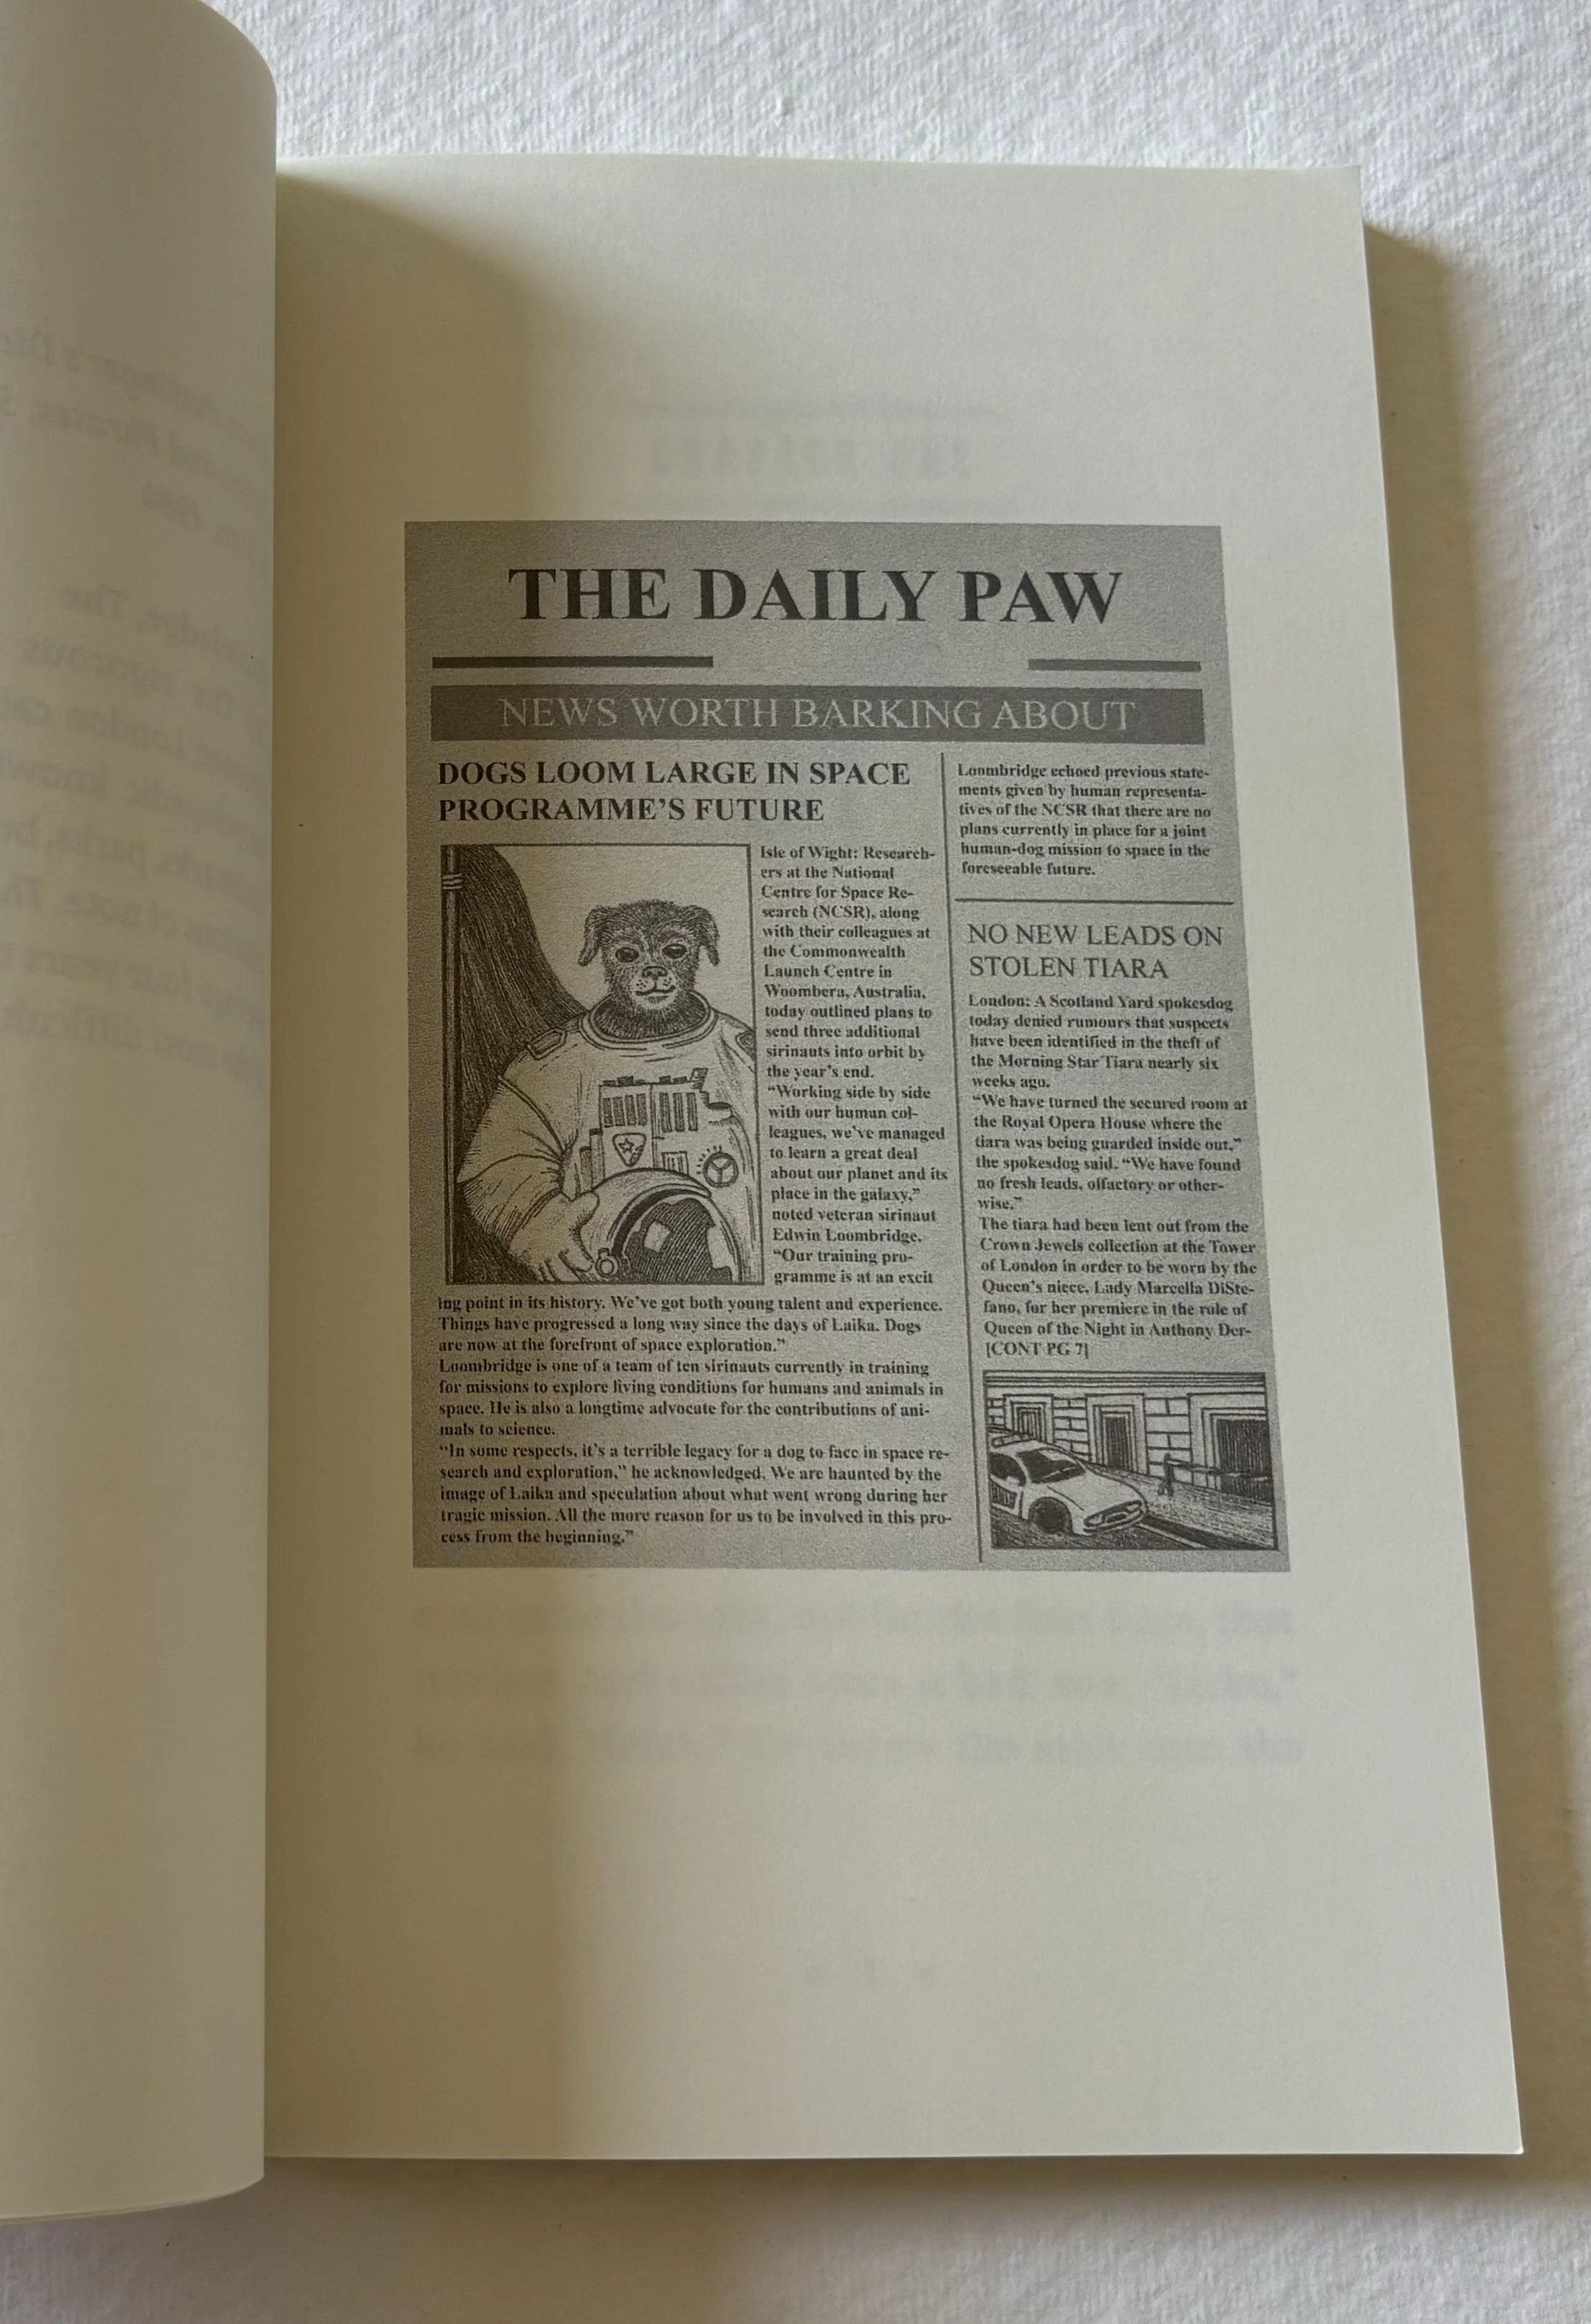 THE DAILY PAW
NEWS WORTH BARKING ABOUT
DOGS LOOM LARGE IN SPACE
PROGRAMME'S FUTURE
Isle of Wight: Research-
ers at the National
Centre for Space Re-
search (NCSR), along
with their colleagues at
the Commonwealth
Launch Centre in
Woombera, Australia,
today outlined plans to
send three additional
sirinauts into orbit by
the year's end.
"Working side by side
with our human col-
leagues, we've managed
to learn a great deal
about our planet and its
place in the galaxy,"
noted veteran sirinaut
Edwin Loombridge.
"Our training pro-
gramme is at an excit
ing point in its history. We've got both young talent and experience.
Things have progressed a long way since the days of Laika. Dogs
are now at the forefront of space exploration."
Loombridge is one of a team of ten sirinauts currently in training
for missions to explore living conditions for humans and animals in
space. He is also a longtime advocate for the contributions of ani-
mals to science.
"In some respects, it's a terrible legacy for a dog to face in space re-
search and exploration," he acknowledged. We are haunted by the
image of Laika and speculation about what went wrong during her
tragic mission. All the more reason for us to be involved in this pro-
cess from the beginning."
Loombridge echoed previous state-
ments given by human representa-
tives of the NCSR that there are no
plans currently in place for a joint
human-dog mission to space in the
foreseeable future.
NO NEW LEADS ON
STOLEN TIARA
London: A Scotland Yard spokesdog
today denied rumours that suspects
have been identified in the theft of
the Morning Star Tiara nearly six
weeks ago.
"We have turned the secured room at
the Royal Opera House where the
tiara was being guarded inside out,"
the spokesdog said. "We have found
no fresh leads, olfactory or other-
wise."
The tiara had been lent out from the
Crown Jewels collection at the Tower
of London in order to be worn by the
Queen's niece, Lady Marcella DiSte-
fano, for her premiere in the role of
Queen of the Night in Anthony Der-
[CONT PG 7]